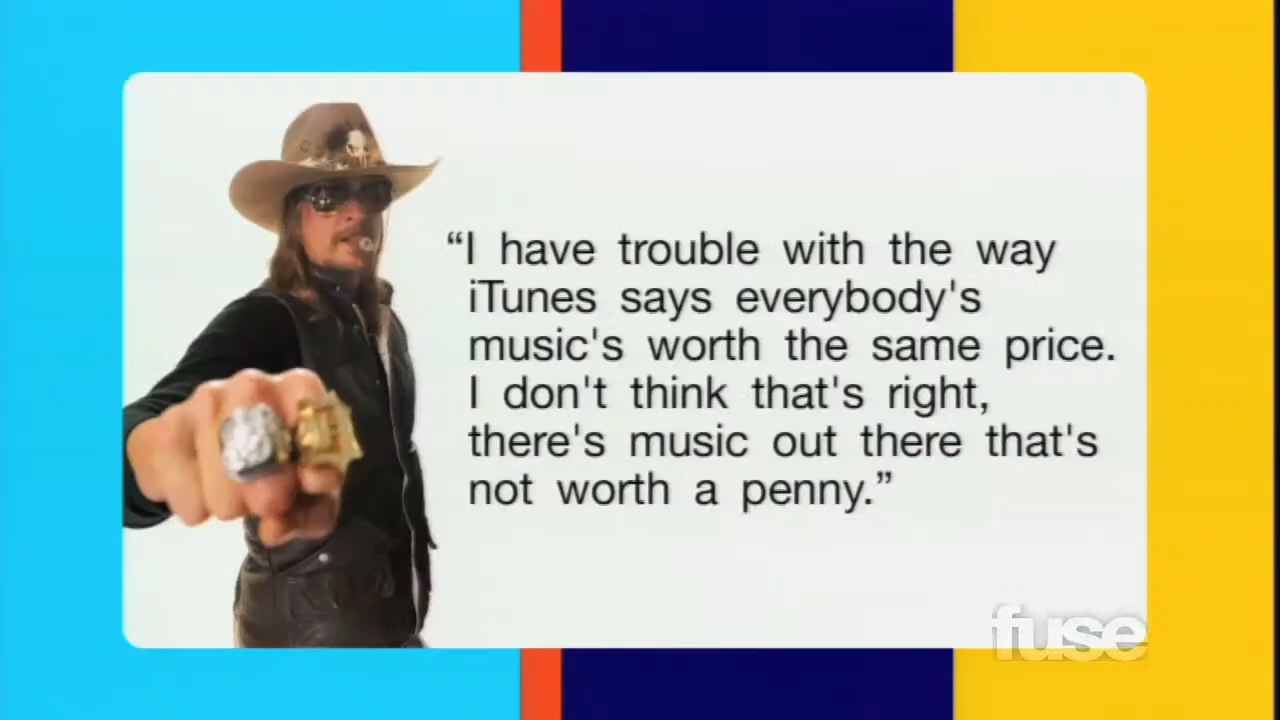 “I have trouble with the way
iTunes says everybody's
music's worth the same price.
I don't think that's right,
there's music out there that's
not worth a penny.”
fuse